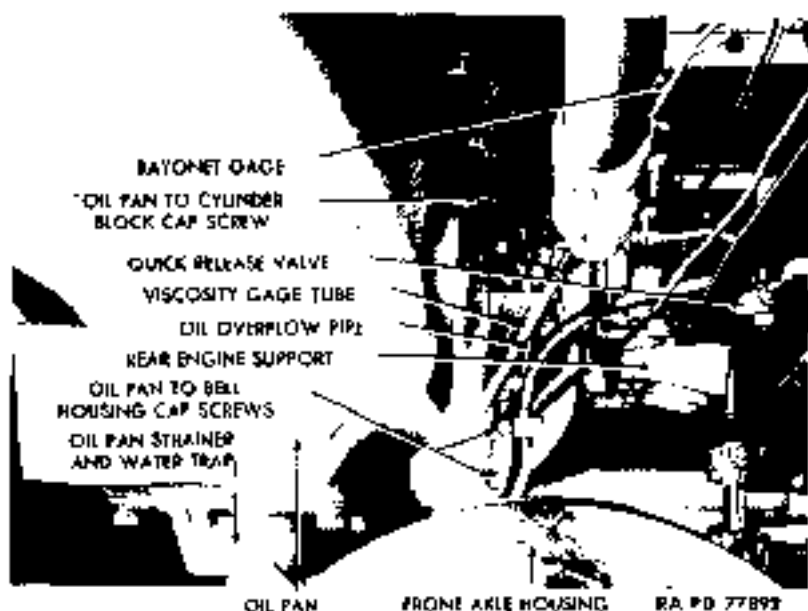 BAYONET GAGE
OIL PAN TO CYLINDER
BLOCK CAP SCREW
QUICK RELEASE VALVE
VISCOSITY GAGE TUBE
OIL OVERFLOW PIPE
REAR ENGINE SUPPORT
OIL PAN TO BELL
HOUSING CAP SCREWS
OIL PAN STRAINER
AND WATER TRAP
OIL PAN
FRONT AXLE HOUSING
RA PD 77892